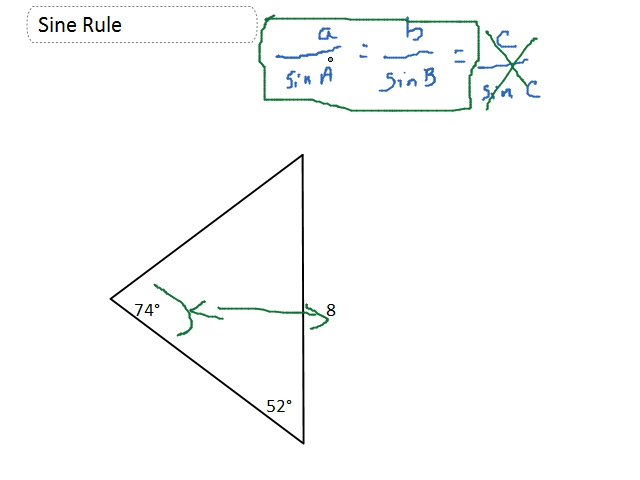 Sine Rule
a/sin A = b/sin B = c/sin C
74°
8
52°